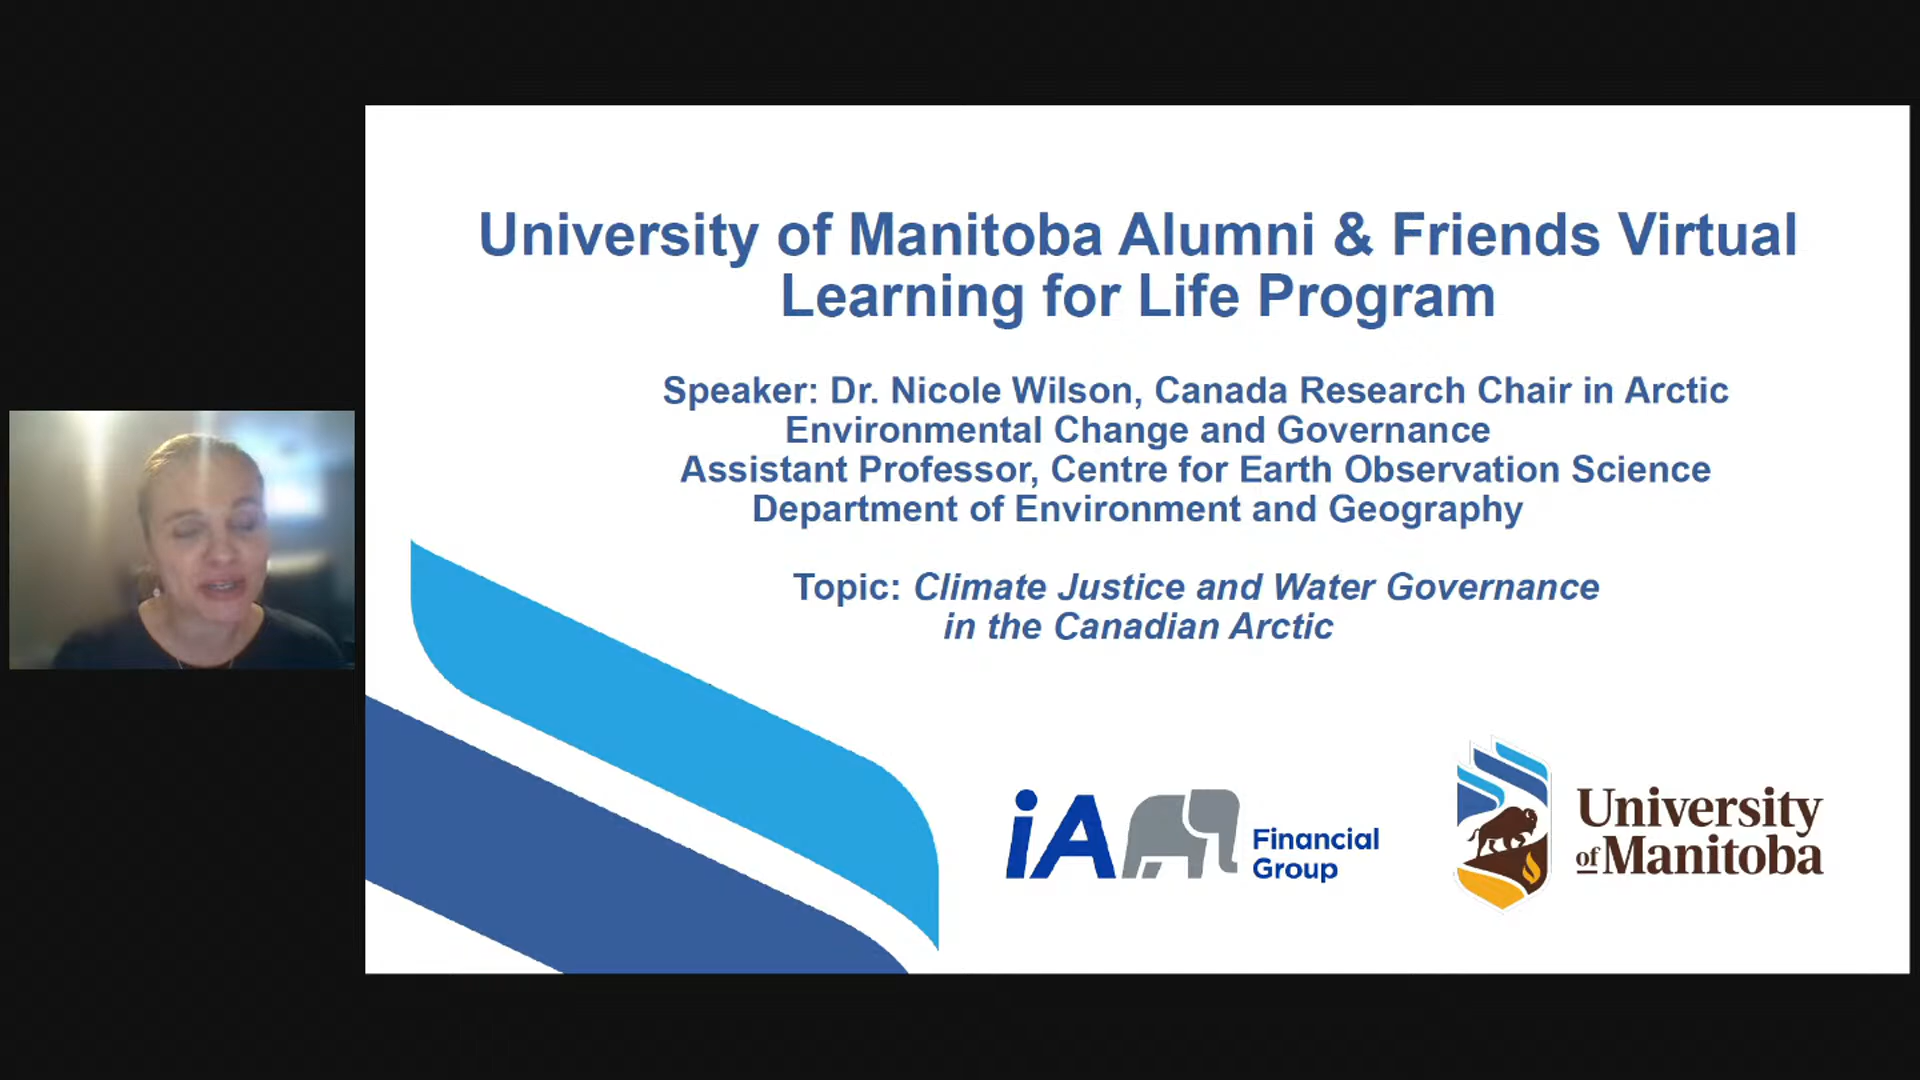 University of Manitoba Alumni & Friends Virtual
Learning for Life Program
Speaker: Dr. Nicole Wilson, Canada Research Chair in Arctic
Environmental Change and Governance
Assistant Professor, Centre for Earth Observation Science
Department of Environment and Geography
Topic: Climate Justice and Water Governance
in the Canadian Arctic
iA Financial
Group
University
of Manitoba